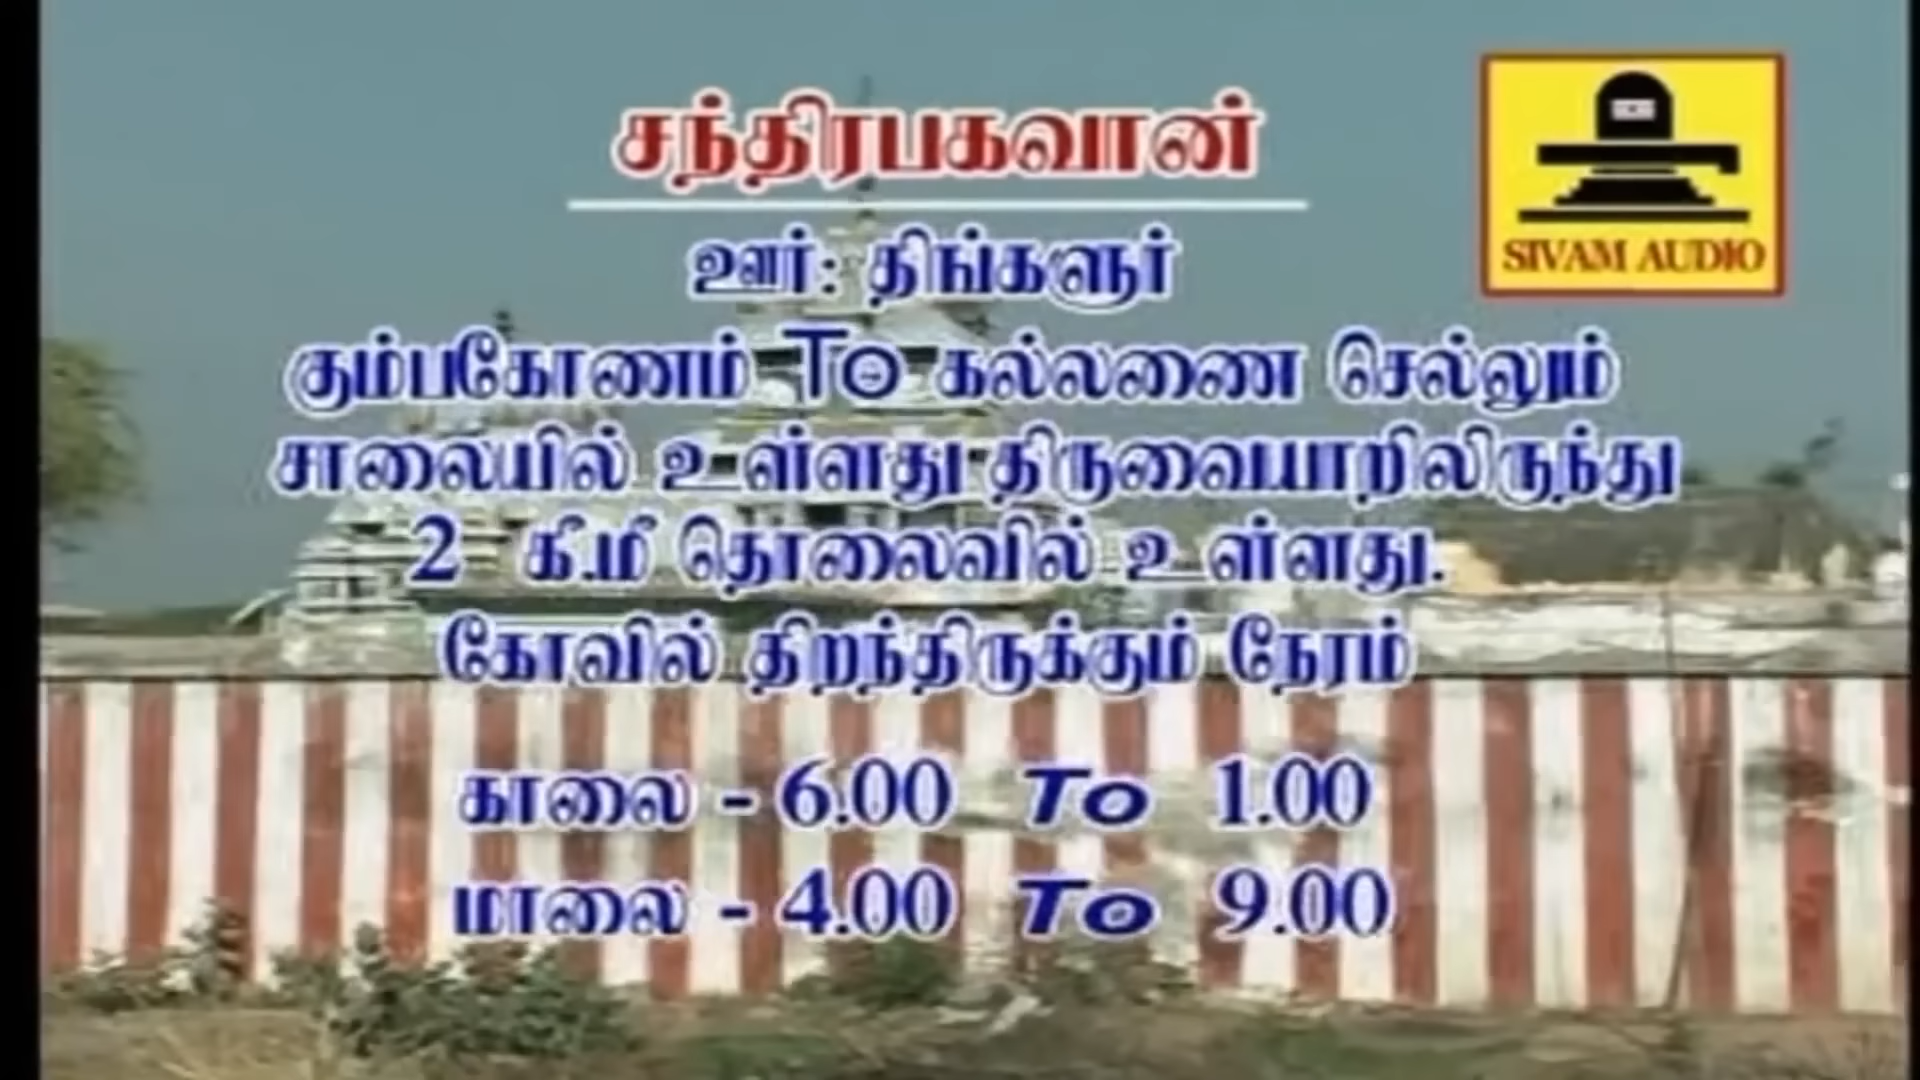 சந்திரபகவான்
SIVAM AUDIO
ஊர்: திங்களுர்
கும்பகோணம் To கல்லணை செல்லும்
சாலையில் உள்ளது திருவையாறிலிருந்து
2 கீ.மீ தொலைவில் உள்ளது.
கோவில் திறந்திருக்கும் நேரம்
காலை - 6.00 To 1.00
மாலை - 4.00 To 9.00